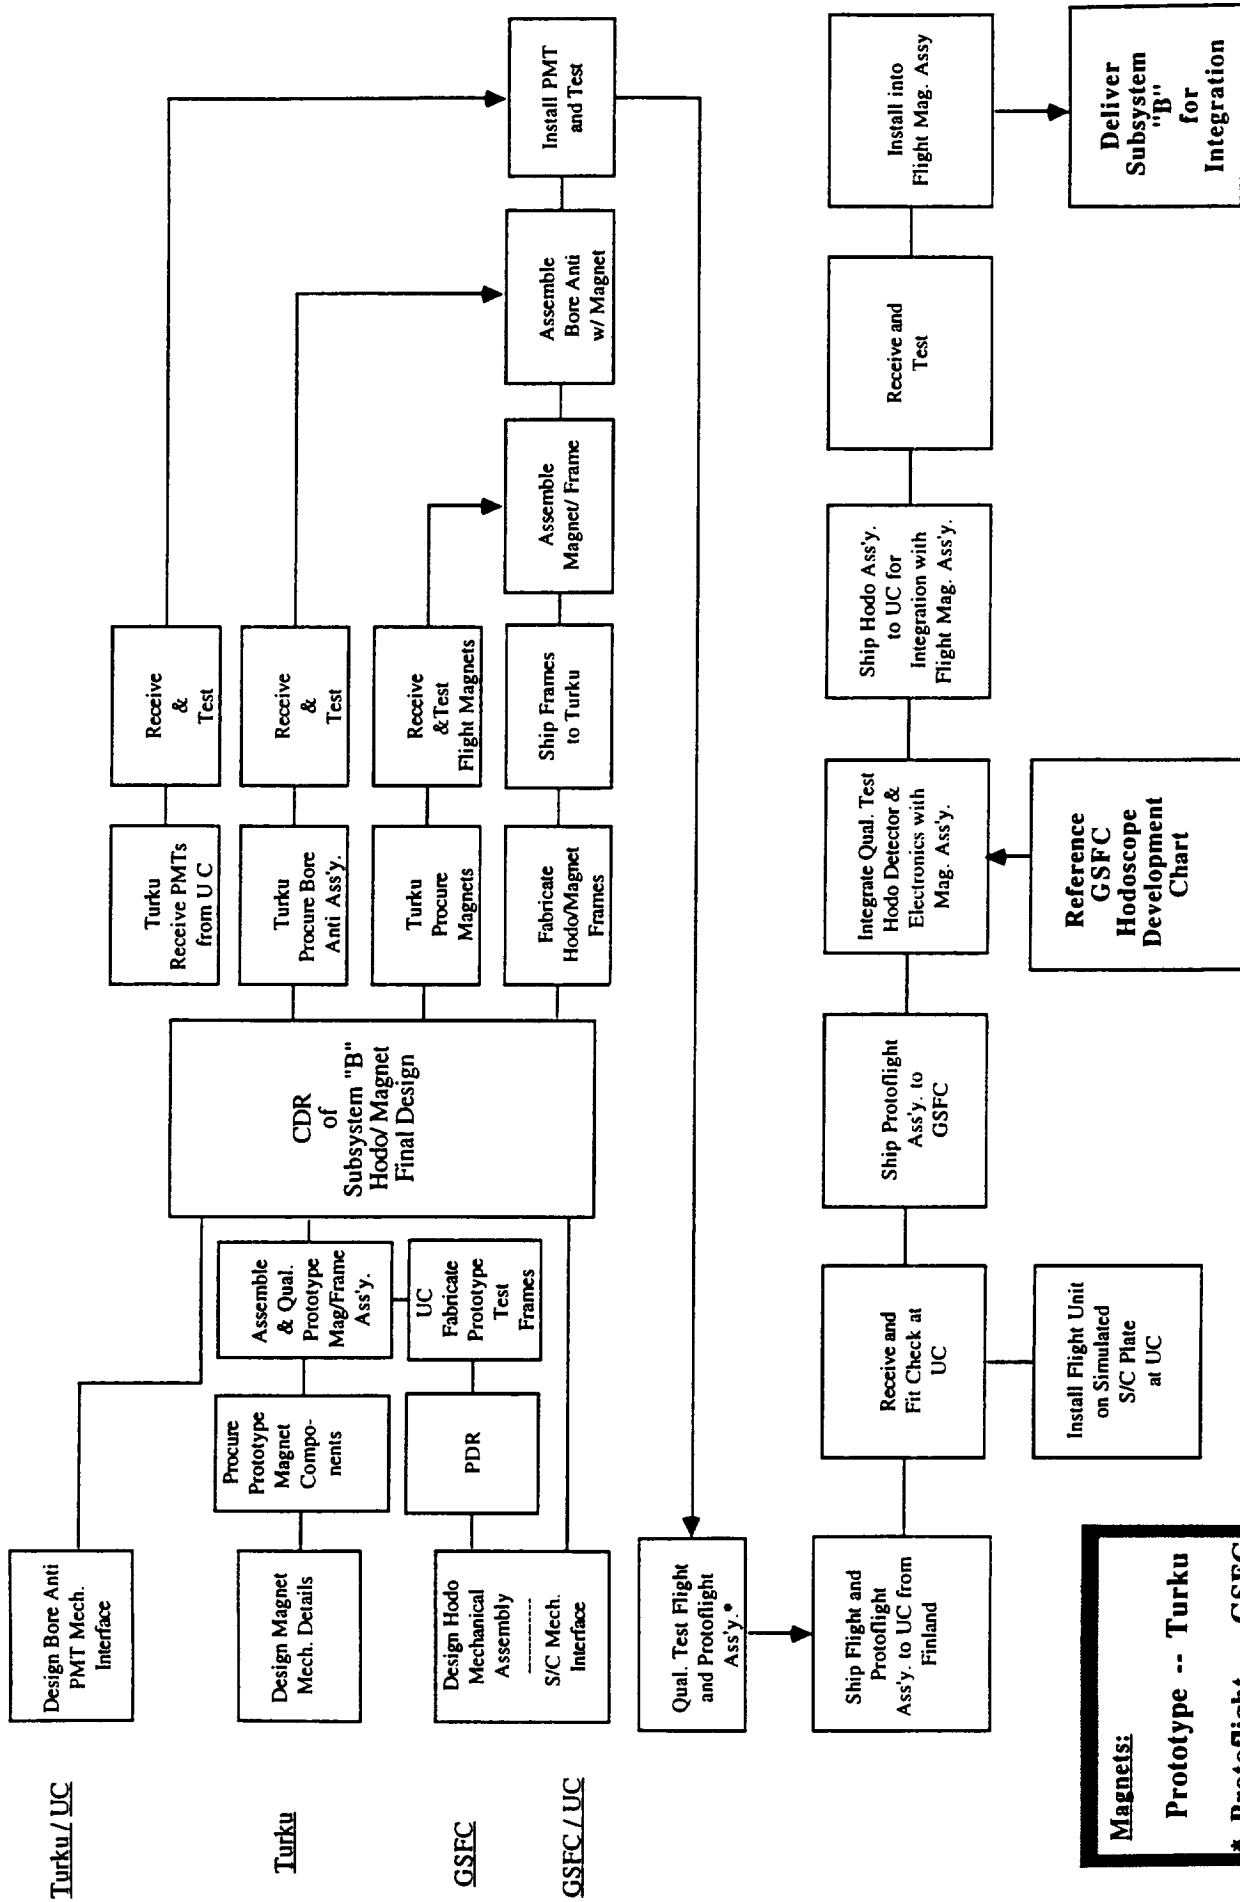 Turku / UC
Design Bore Anti
PMT Mech.
Interface
Turku
Design Magnet
Mech. Details
Procure
Prototype
Magnet
Compo-
nents
Assemble
& Qual.
Prototype
Mag/Frame
Ass'y.
GSFC
GSFC / UC
Design Hodo
Mechanical
Assembly
----------
S/C Mech.
Interface
PDR
UC
Fabricate
Prototype
Test
Frames
CDR
of
Subsystem "B"
Hodo/ Magnet
Final Design
Turku
Receive PMTs
from U C
Receive
&
Test
Turku
Procure Bore
Anti Ass'y.
Receive
&
Test
Turku
Procure
Magnets
Receive
&Test
Flight Magnets
Fabricate
Hodo/Magnet
Frames
Ship Frames
to Turku
Assemble
Magnet/ Frame
Assemble
Bore Anti
w/ Magnet
Install PMT
and Test
Qual. Test Flight
and Protoflight
Ass'y.*
Ship Flight and
Protoflight
Ass'y. to UC from
Finland
Receive and
Fit Check at
UC
Install Flight Unit
on Simulated
S/C Plate
at UC
Ship Protoflight
Ass'y. to
GSFC
Integrate Qual. Test
Hodo Detector &
Electronics with
Mag. Ass'y.
Reference
GSFC
Hodoscope
Development
Chart
Ship Hodo Ass'y.
to UC for
Integration with
Flight Mag. Ass'y.
Receive and
Test
Install into
Flight Mag. Assy
Deliver
Subsystem
"B"
for
Integration
Magnets:
Prototype -- Turku
* Protoflight -- GSFC